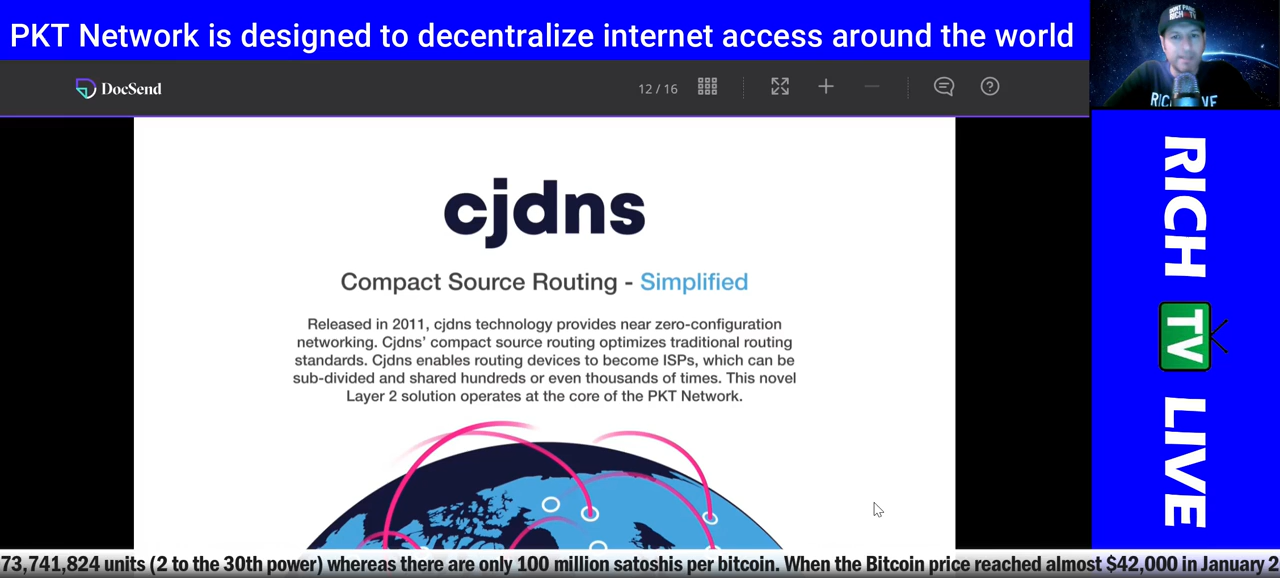 PKT Network is designed to decentralize internet access around the world
DocSend
12 / 16
cjdns
Compact Source Routing - Simplified
Released in 2011, cjdns technology provides near zero-configuration
networking. Cjdns’ compact source routing optimizes traditional routing
standards. Cjdns enables routing devices to become ISPs, which can be
sub-divided and shared hundreds or even thousands of times. This novel
Layer 2 solution operates at the core of the PKT Network.
RICH TV LIVE
73,741,824 units (2 to the 30th power) whereas there are only 100 million satoshis per bitcoin. When the Bitcoin price reached almost $42,000 in January 2